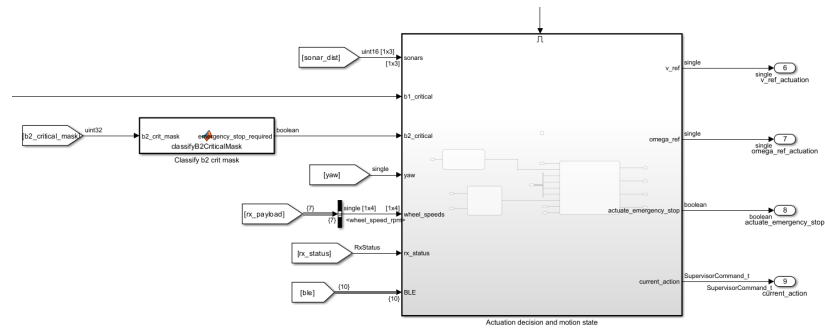 [sonar_dist]
uint16 [1x3]
[1x3]
sonars
b1_critical
[b2_critical_mask]
uint32
b2_crit_mask
emergency_stop_required
classifyB2CriticalMask
Classify b2 crit mask
boolean
b2_critical
[yaw]
single
yaw
[rx_payload]
{7}
{7}
single [1x4]
[1x4]
<wheel_speed_rpm>
wheel_speeds
[rx_status]
RxStatus
rx_status
[ble]
{10}
{10}
BLE
v_ref
single
single
6
v_ref_actuation
omega_ref
single
single
7
omega_ref_actuation
actuate_emergency_stop
boolean
boolean
8
actuate_emergency_stop
current_action
SupervisorCommand_t
SupervisorCommand_t
9
current_action
Actuation decision and motion state